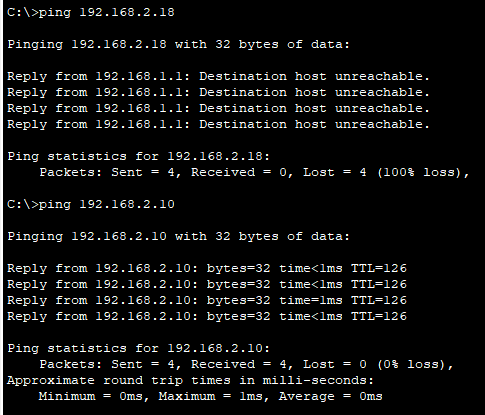 C:\>ping 192.168.2.18
Pinging 192.168.2.18 with 32 bytes of data:
Reply from 192.168.1.1: Destination host unreachable.
Reply from 192.168.1.1: Destination host unreachable.
Reply from 192.168.1.1: Destination host unreachable.
Reply from 192.168.1.1: Destination host unreachable.
Ping statistics for 192.168.2.18:
    Packets: Sent = 4, Received = 0, Lost = 4 (100% loss),
C:\>ping 192.168.2.10
Pinging 192.168.2.10 with 32 bytes of data:
Reply from 192.168.2.10: bytes=32 time<1ms TTL=126
Reply from 192.168.2.10: bytes=32 time<1ms TTL=126
Reply from 192.168.2.10: bytes=32 time=1ms TTL=126
Reply from 192.168.2.10: bytes=32 time<1ms TTL=126
Ping statistics for 192.168.2.10:
    Packets: Sent = 4, Received = 4, Lost = 0 (0% loss),
Approximate round trip times in milli-seconds:
    Minimum = 0ms, Maximum = 1ms, Average = 0ms